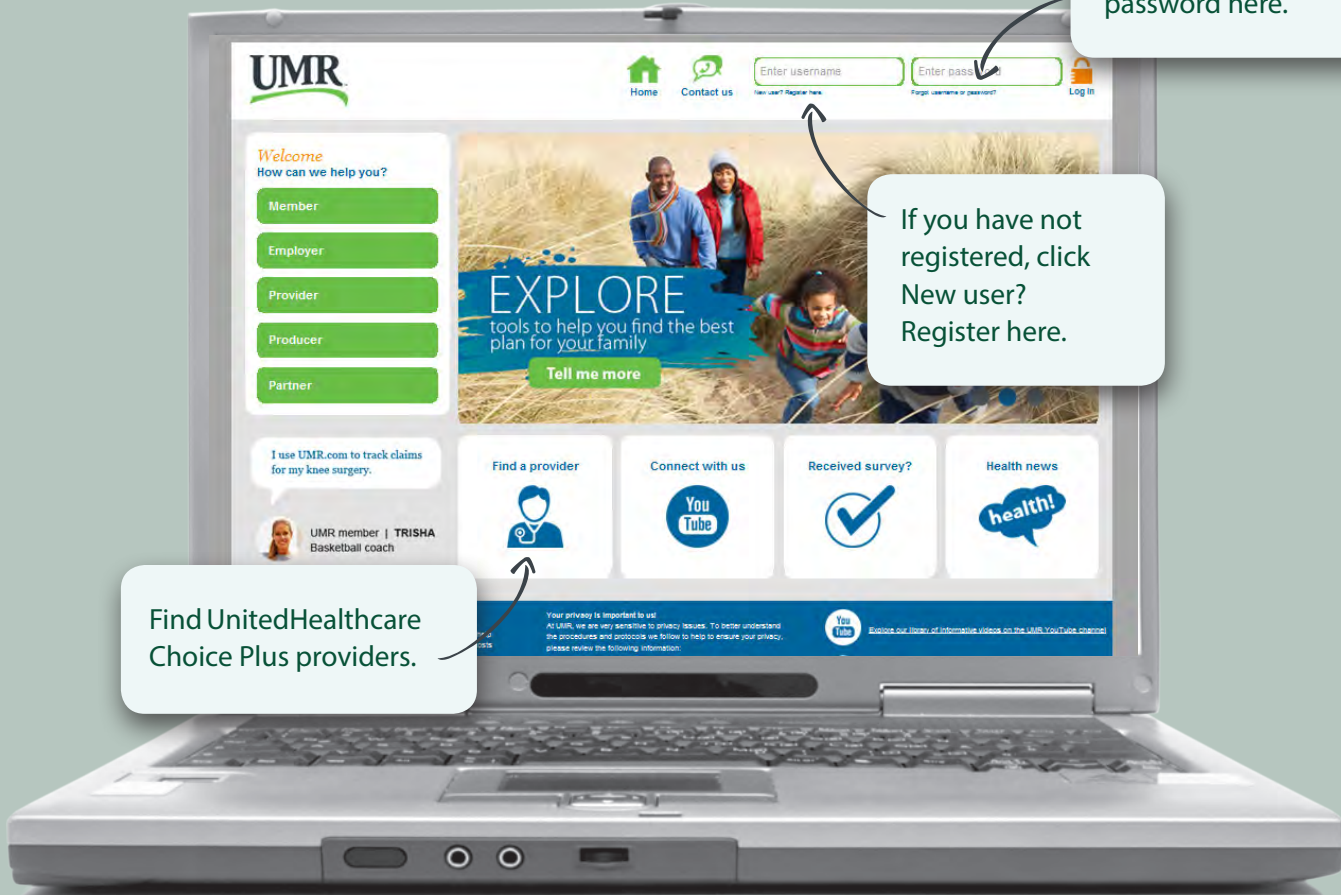 password here.
UMR
Home
Contact us
Enter username
New user? Register here.
Enter password
Forgot username or password?
Log in
Welcome
How can we help you?
Member
Employer
Provider
Producer
Partner
EXPLORE
tools to help you find the best
plan for your family
Tell me more
If you have not
registered, click
New user?
Register here.
I use UMR.com to track claims
for my knee surgery.
UMR member | TRISHA
Basketball coach
Find a provider
Connect with us
You
Tube
Received survey?
Health news
health!
Find UnitedHealthcare
Choice Plus providers.
Your privacy is important to us!
At UMR, we are very sensitive to privacy issues. To better understand
the procedures and protocols we follow to help to ensure your privacy,
please review the following information:
You
Tube
Explore our library of informative videos on the UMR YouTube channel